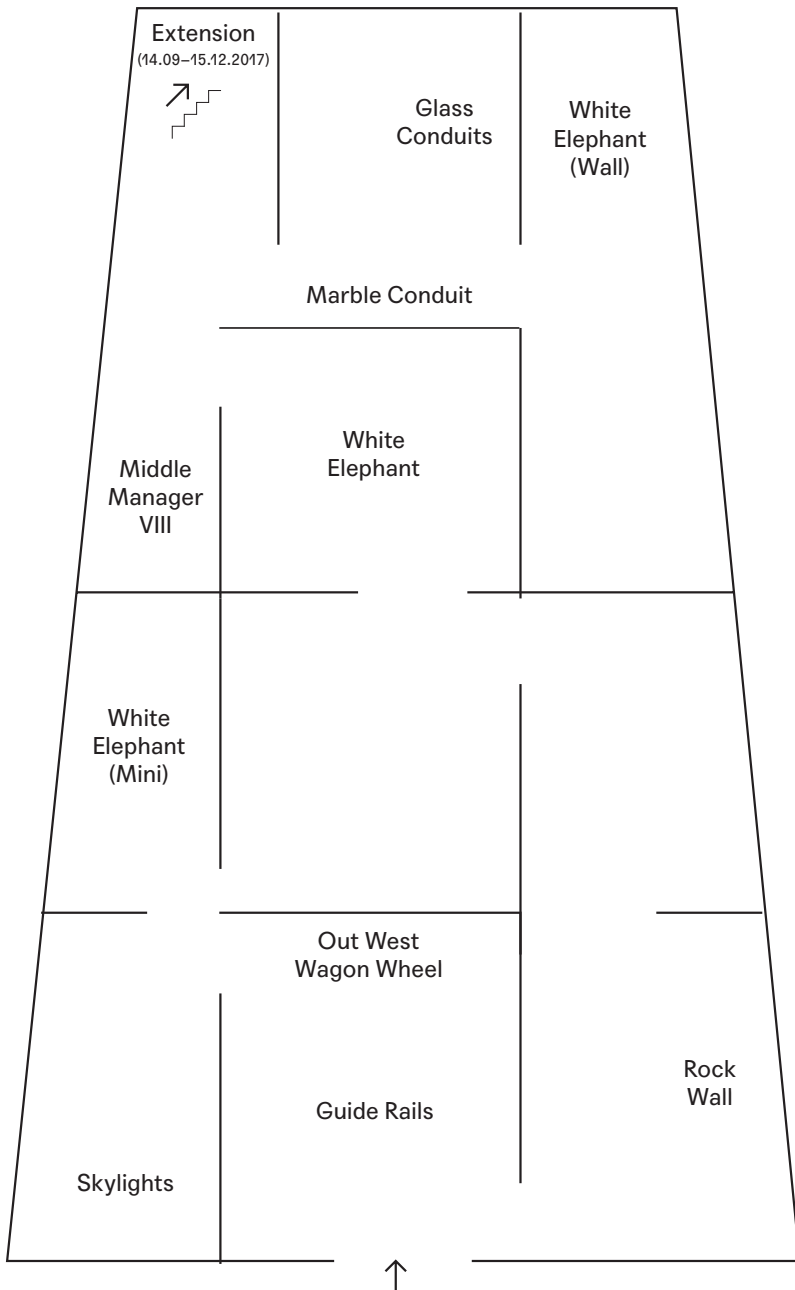 Extension
(14.09–15.12.2017)
Glass
Conduits
White
Elephant
(Wall)
Marble Conduit
White
Elephant
Middle
Manager
VIII
White
Elephant
(Mini)
Out West
Wagon Wheel
Rock
Wall
Guide Rails
Skylights